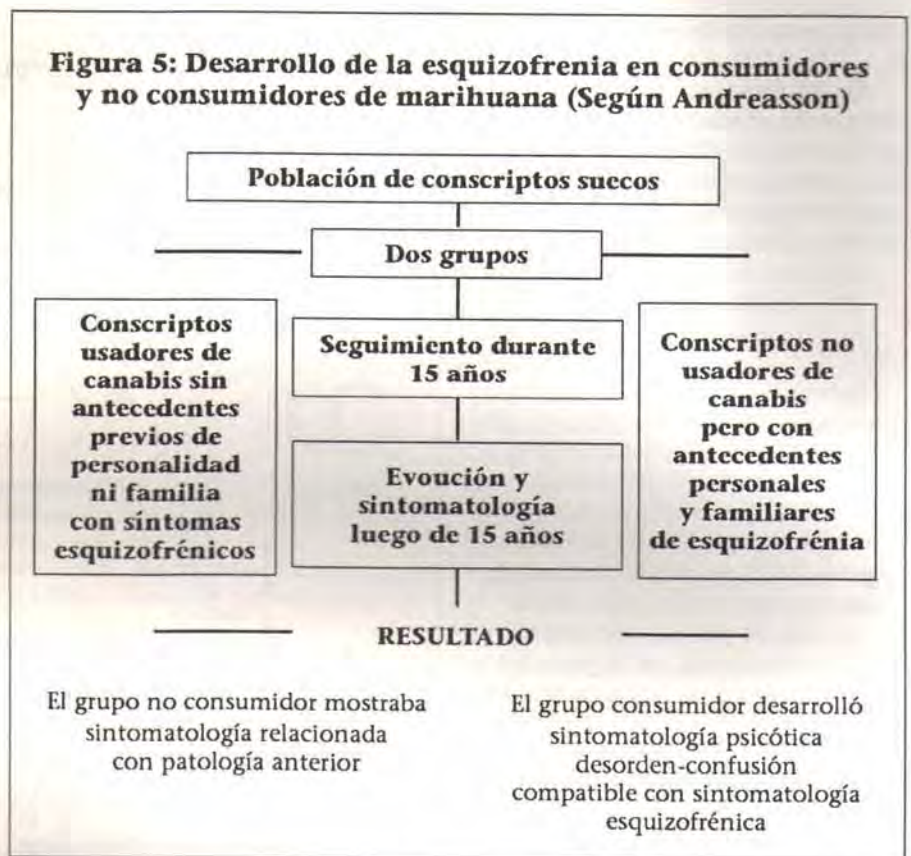 Figura 5: Desarrollo de la esquizofrenia en consumidores
y no consumidores de marihuana (Según Andreasson)
Población de conscriptos suecos
Dos grupos
Conscriptos
usadores de
canabis sin
antecedentes
previos de
personalidad
ni familia
con síntomas
esquizofrénicos
Seguimiento durante
15 años
Evoución y
sintomatología
luego de 15 años
Conscriptos no
usadores de
canabis
pero con
antecedentes
personales
y familiares
de esquizofrénia
RESULTADO
El grupo no consumidor mostraba
sintomatología relacionada
con patología anterior
El grupo consumidor desarrolló
sintomatología psicótica
desorden-confusión
compatible con sintomatología
esquizofrénica